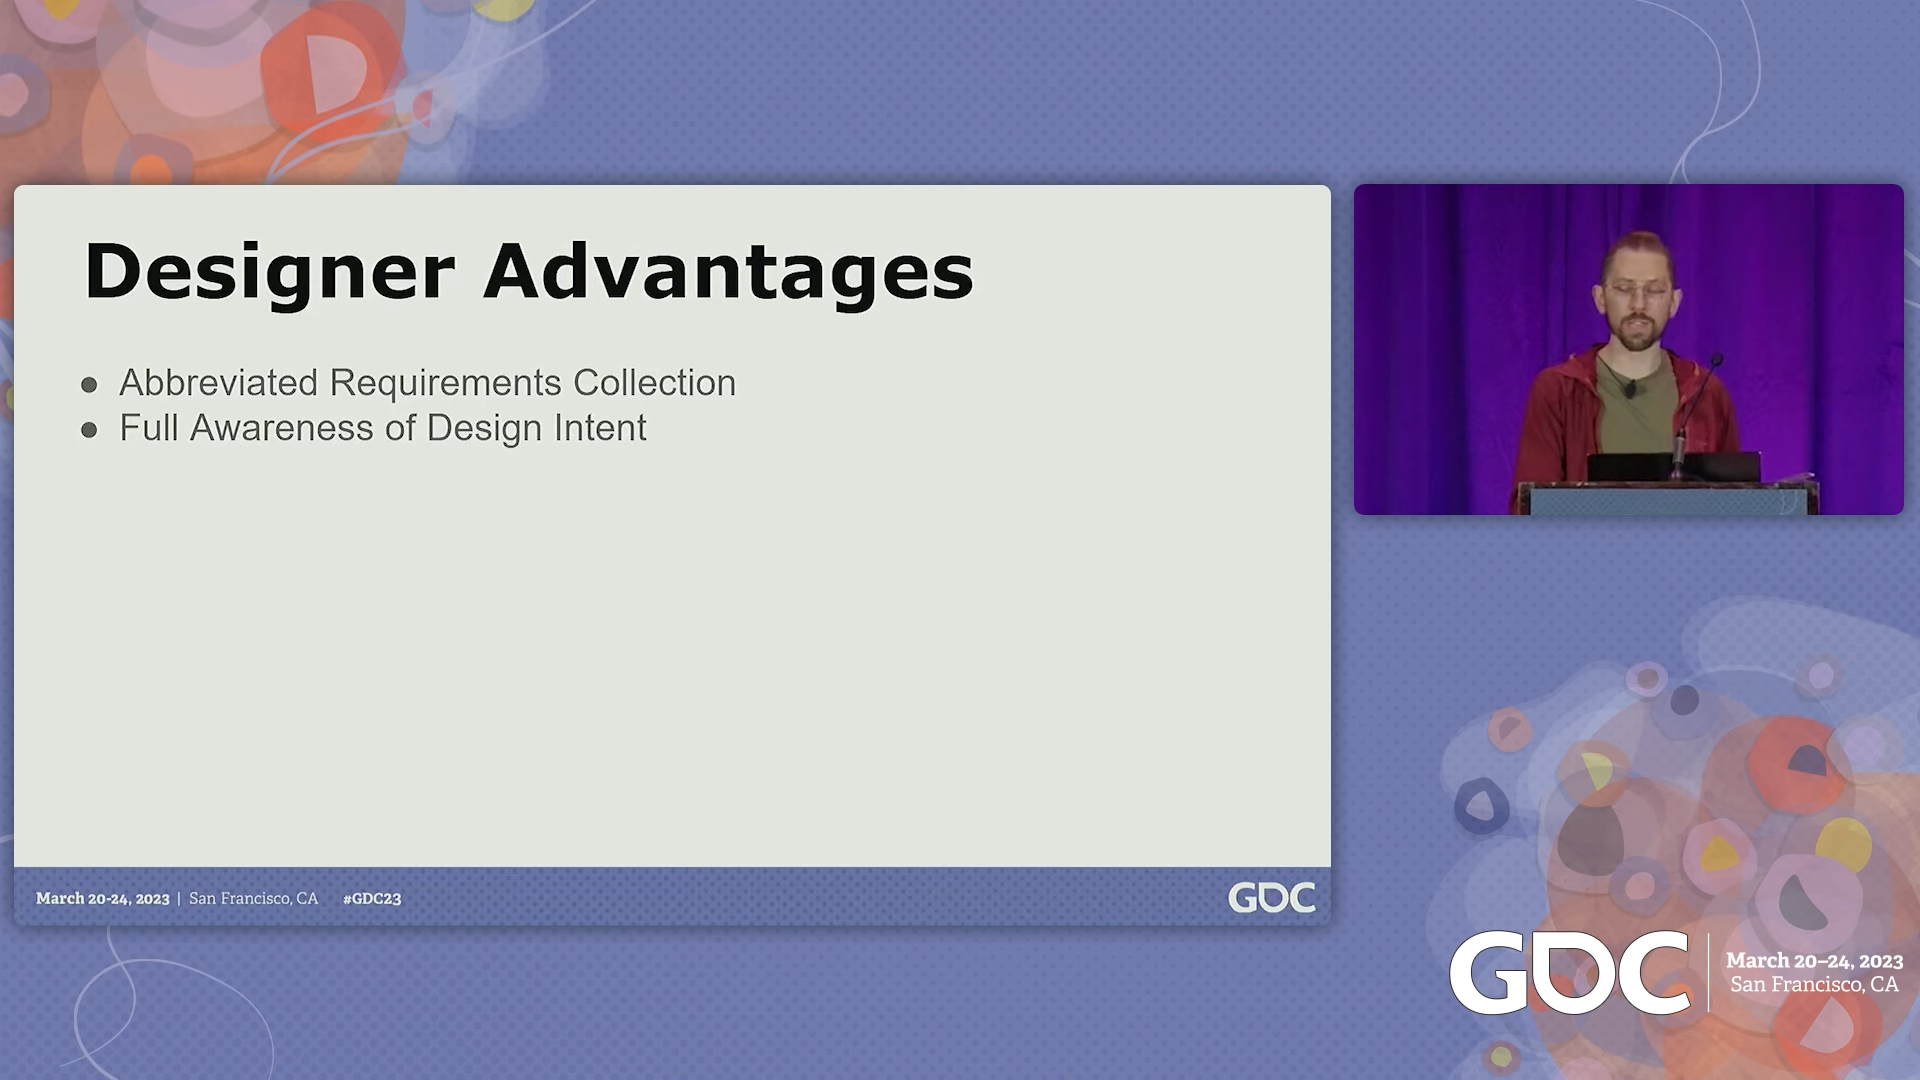 Designer Advantages
● Abbreviated Requirements Collection
● Full Awareness of Design Intent
March 20-24, 2023 | San Francisco, CA #GDC23
GDC
GDC
March 20–24, 2023
San Francisco, CA